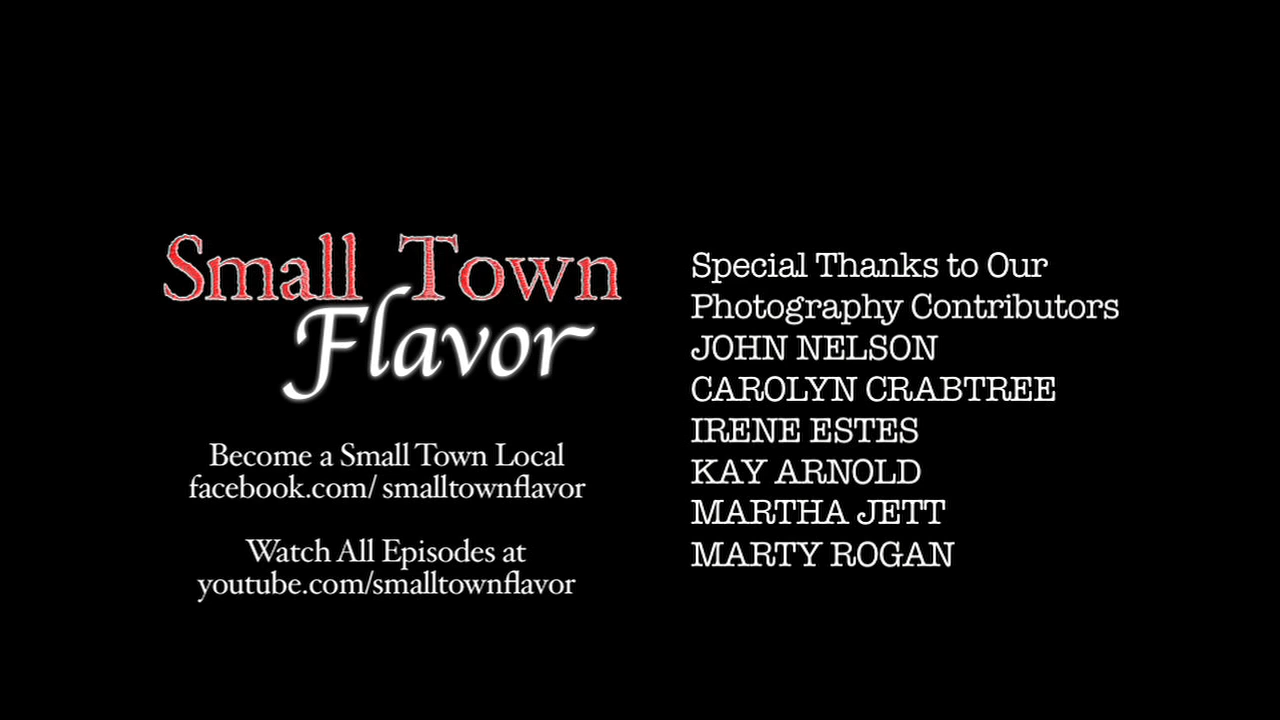 Small Town
Flavor
Become a Small Town Local
facebook.com/ smalltownflavor
Watch All Episodes at
youtube.com/smalltownflavor
Special Thanks to Our
Photography Contributors
JOHN NELSON
CAROLYN CRABTREE
IRENE ESTES
KAY ARNOLD
MARTHA JETT
MARTY ROGAN